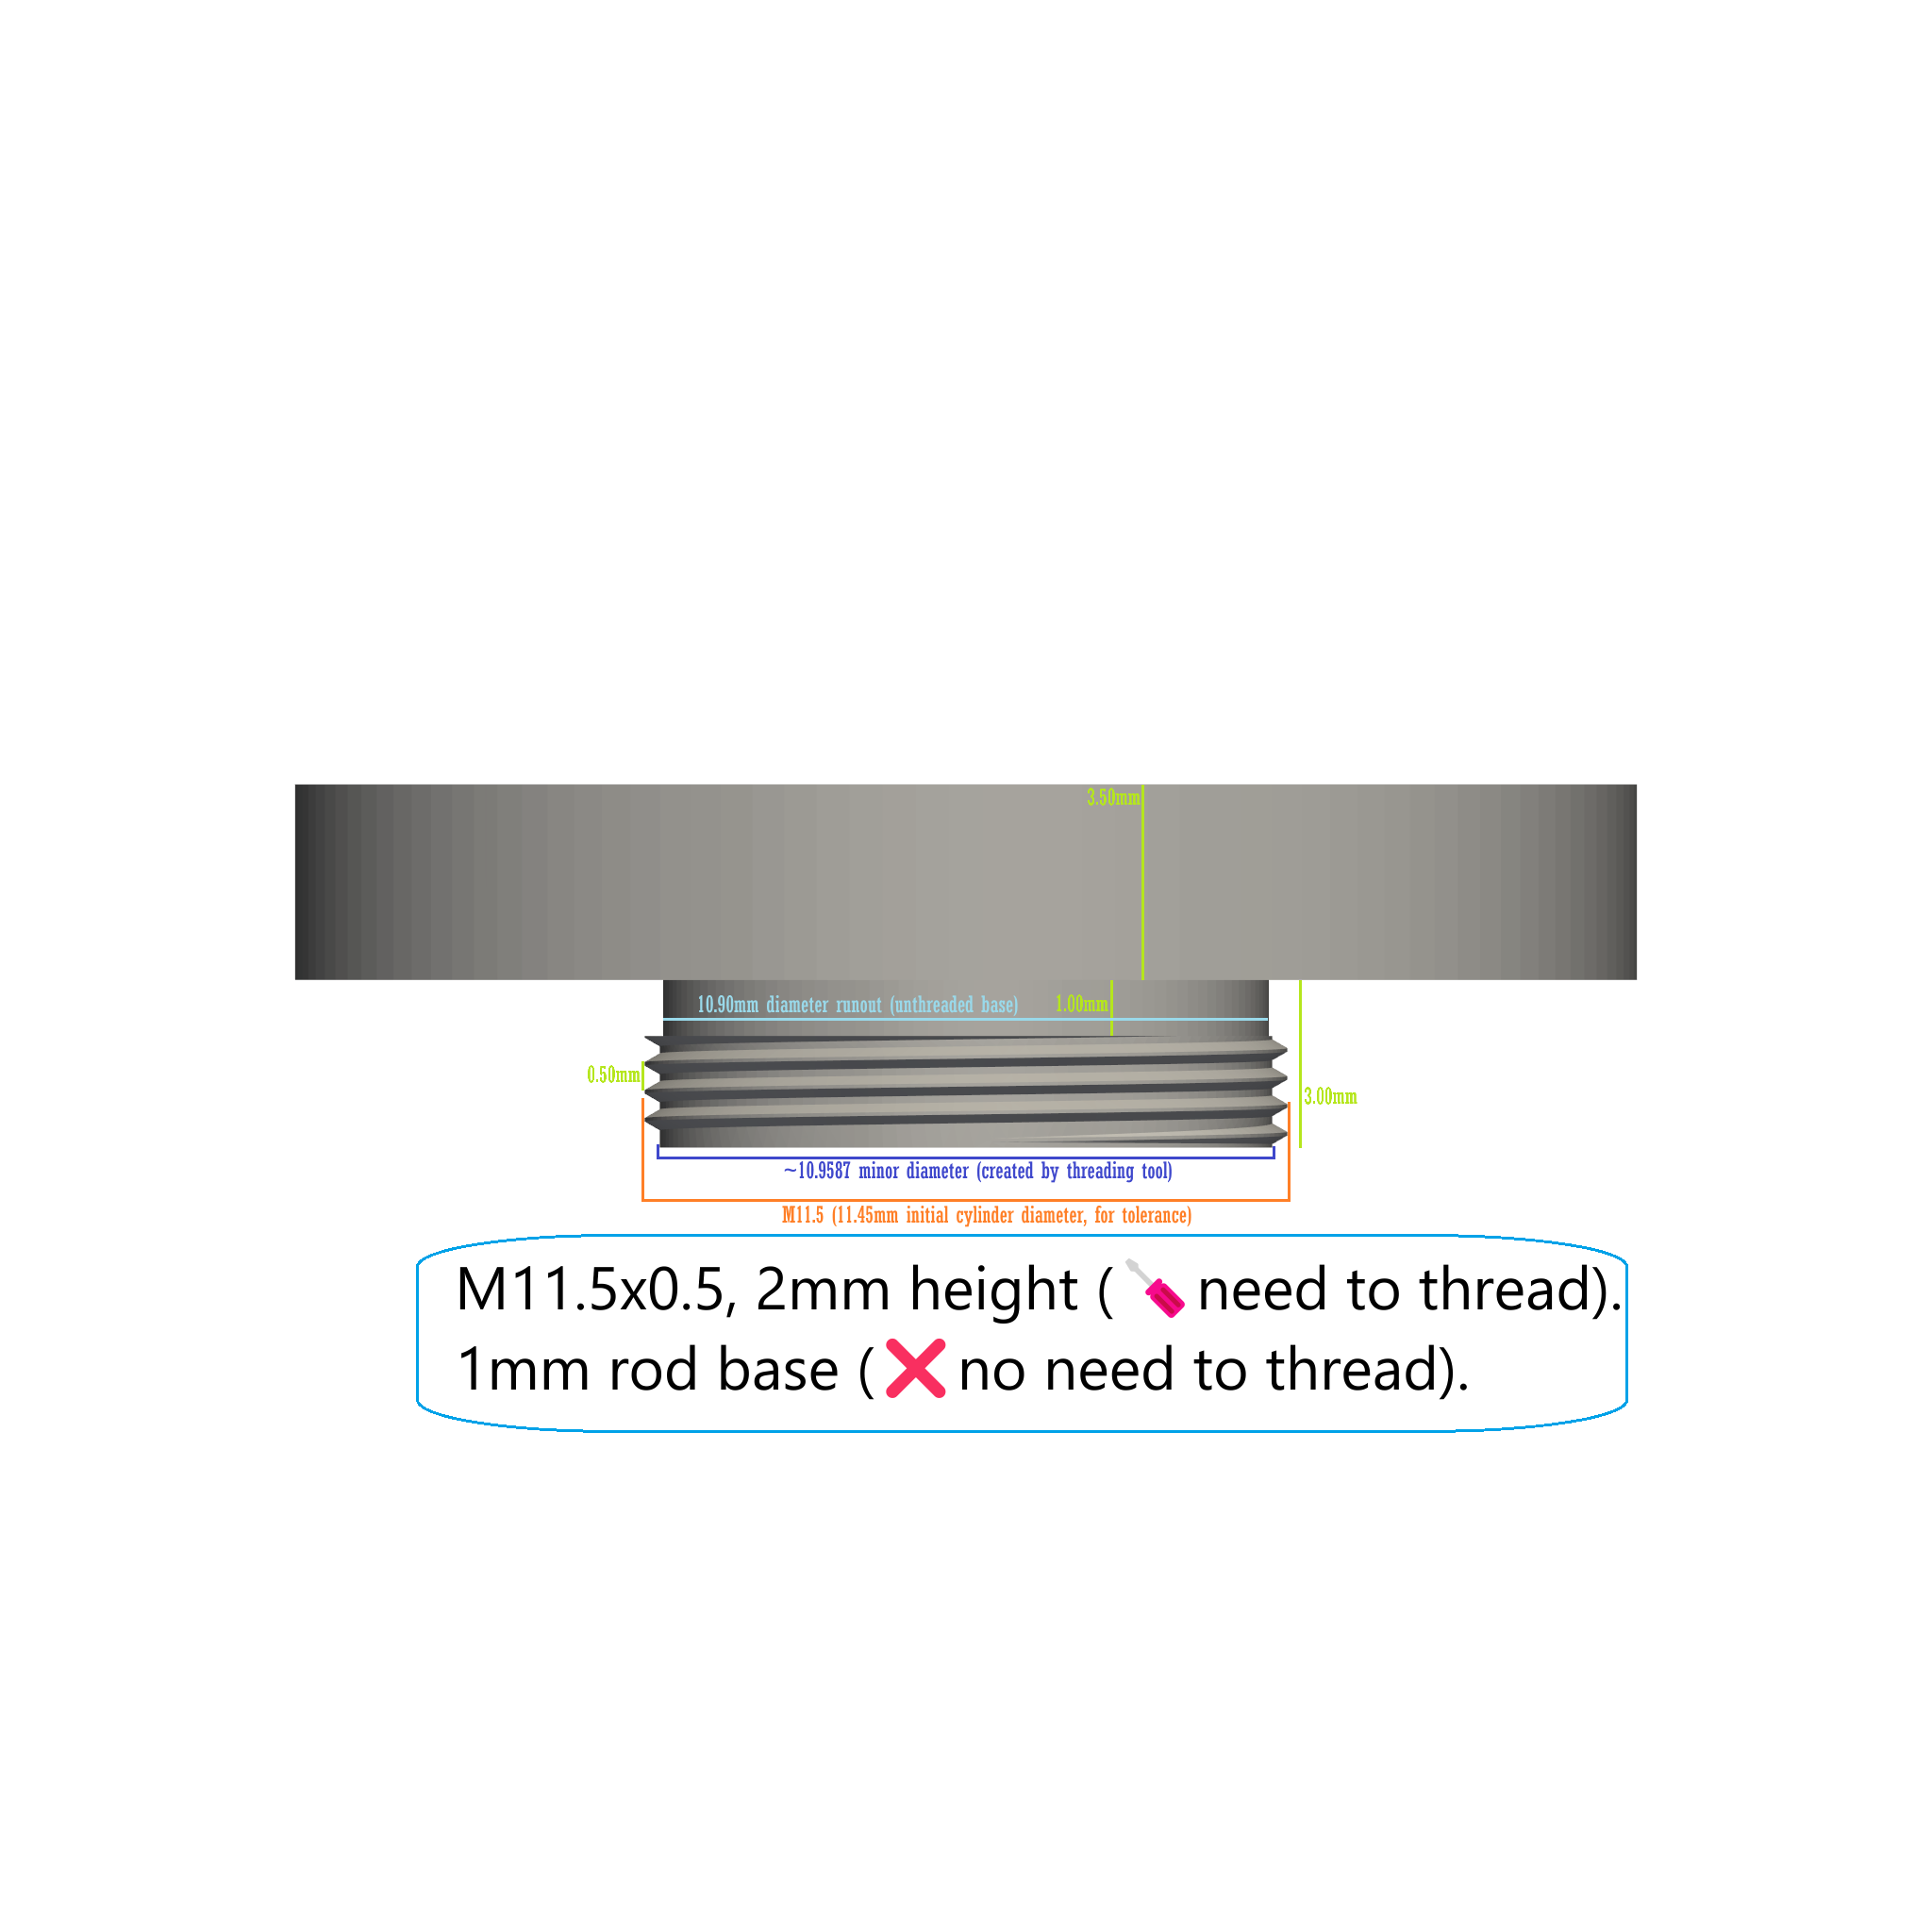 3.50mm
10.90mm diameter runout (unthreaded base)
1.00mm
0.50mm
3.00mm
~10.9587 minor diameter (created by threading tool)
M11.5 (11.45mm initial cylinder diameter, for tolerance)
M11.5x0.5, 2mm height (🪛need to thread).
1mm rod base (❌no need to thread).